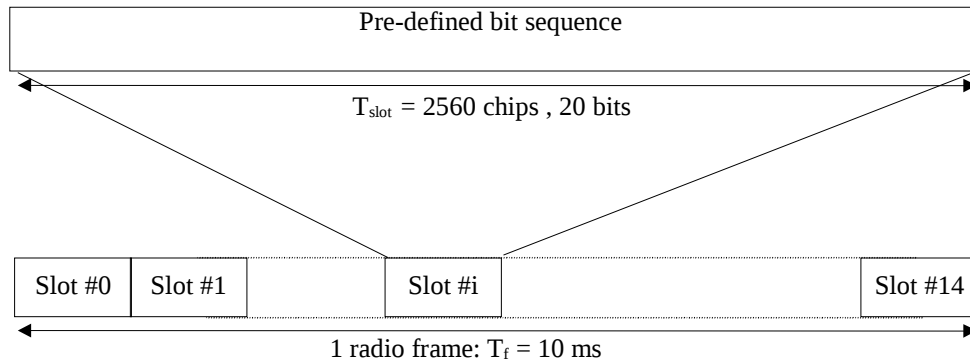 Pre-defined bit sequence
Tslot = 2560 chips , 20 bits
Slot #0 Slot #1 Slot #i Slot #14
1 radio frame: Tf = 10 ms